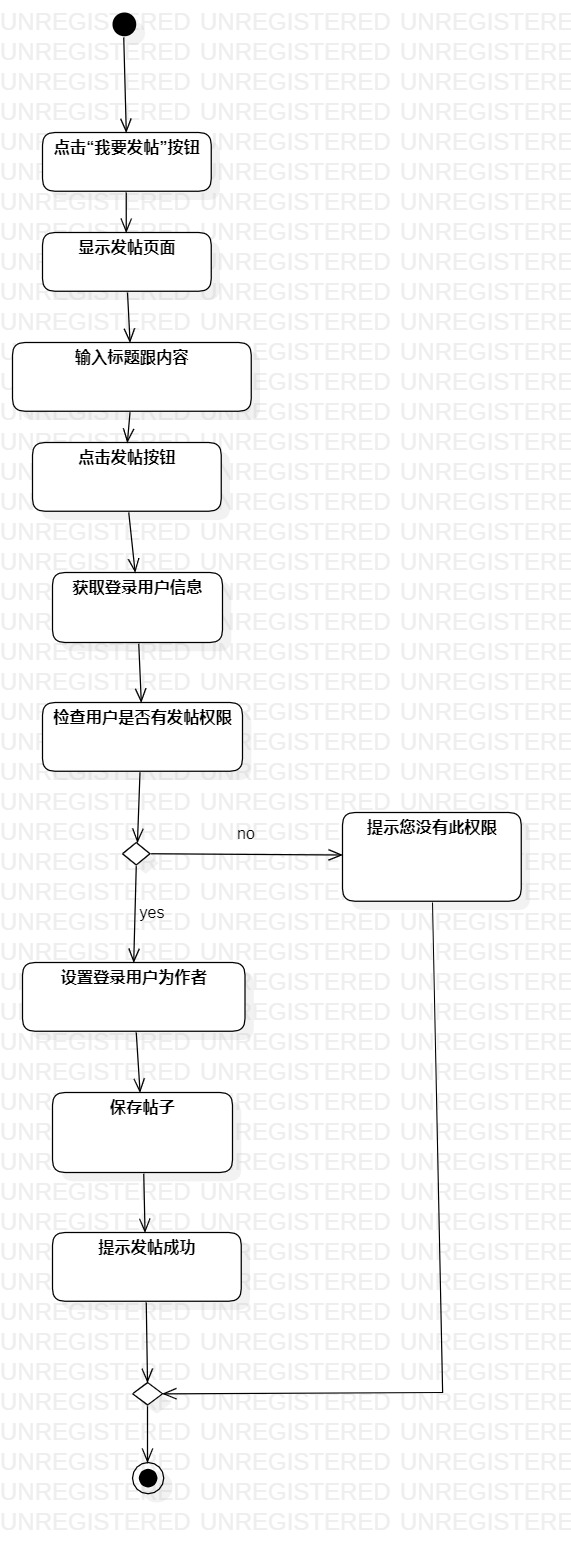 点击“我要发帖”按钮
显示发帖页面
输入标题跟内容
点击发帖按钮
获取登录用户信息
检查用户是否有发帖权限
no
提示您没有此权限
yes
设置登录用户为作者
保存帖子
提示发帖成功
UNREGISTERED